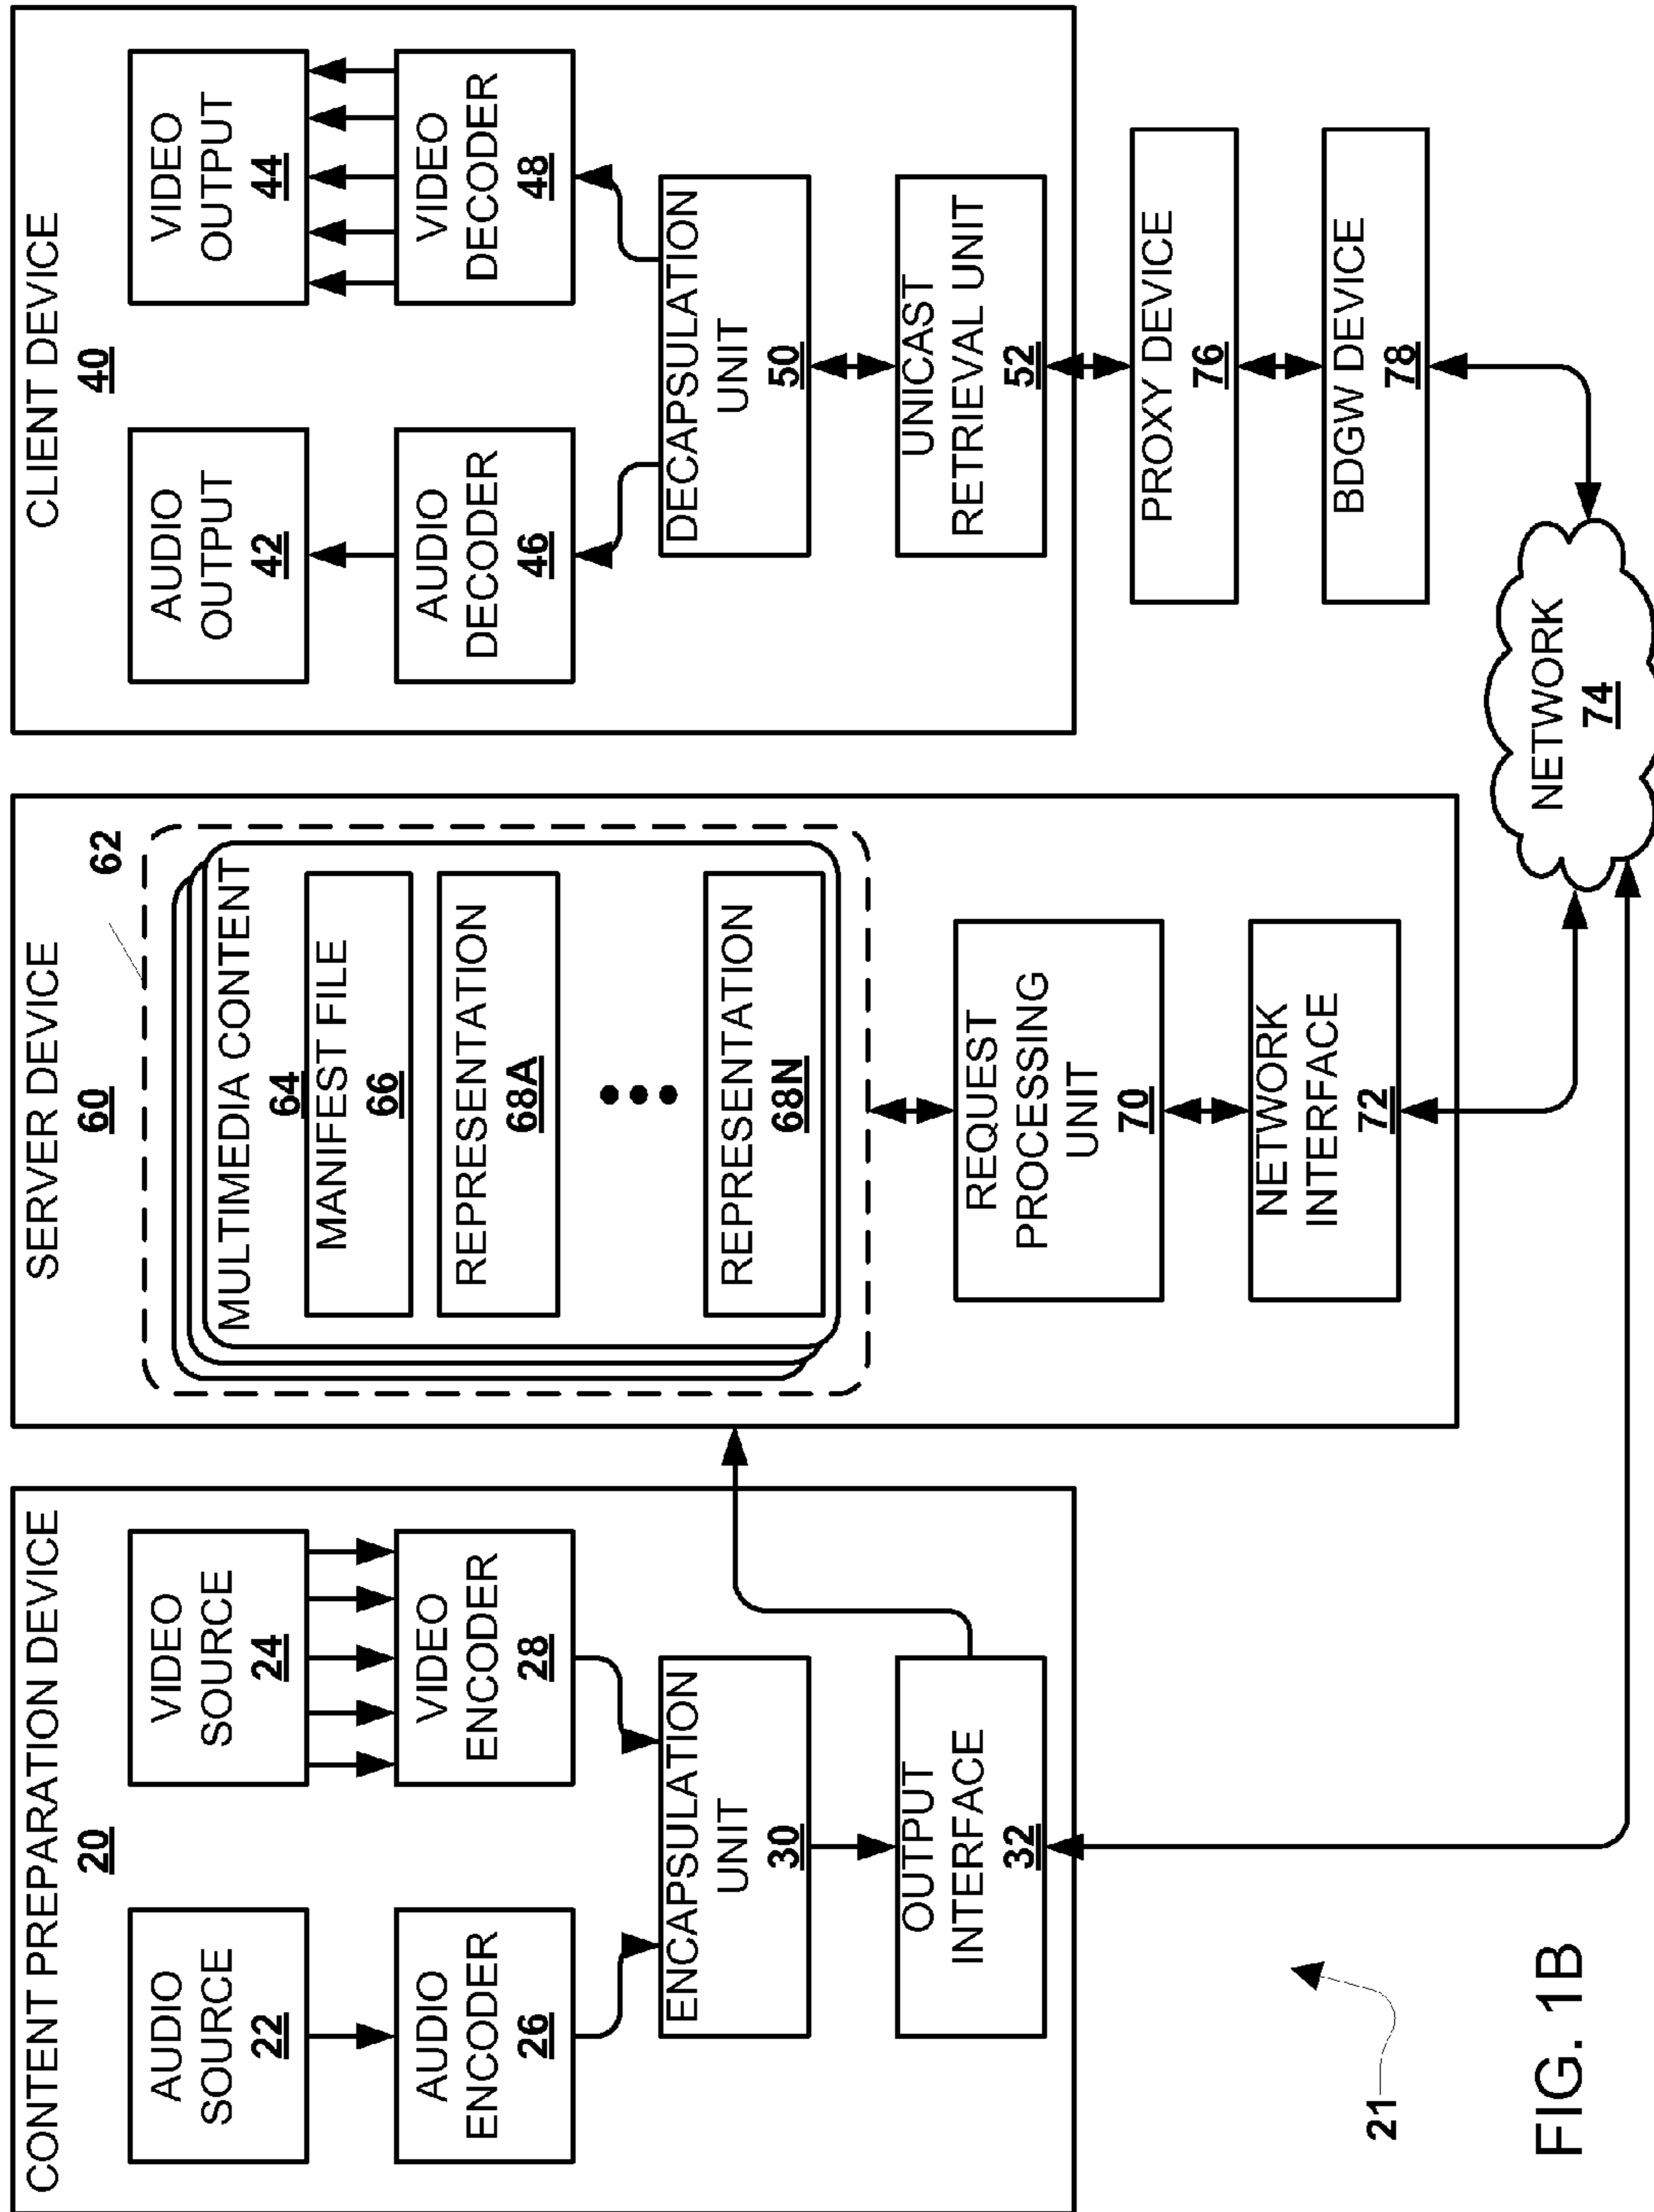 CONTENT PREPARATION DEVICE
20
AUDIO
SOURCE
22
VIDEO
SOURCE
24
AUDIO
ENCODER
26
VIDEO
ENCODER
28
ENCAPSULATION
UNIT
30
OUTPUT
INTERFACE
32
SERVER DEVICE
60
62
MULTIMEDIA CONTENT
64
MANIFEST FILE
66
REPRESENTATION
68A
REPRESENTATION
68N
REQUEST
PROCESSING
UNIT
70
NETWORK
INTERFACE
72
CLIENT DEVICE
40
AUDIO
OUTPUT
42
VIDEO
OUTPUT
44
AUDIO
DECODER
46
VIDEO
DECODER
48
DECAPSULATION
UNIT
50
UNICAST
RETRIEVAL UNIT
52
PROXY DEVICE
76
BDGW DEVICE
78
NETWORK
74
21
FIG. 1B